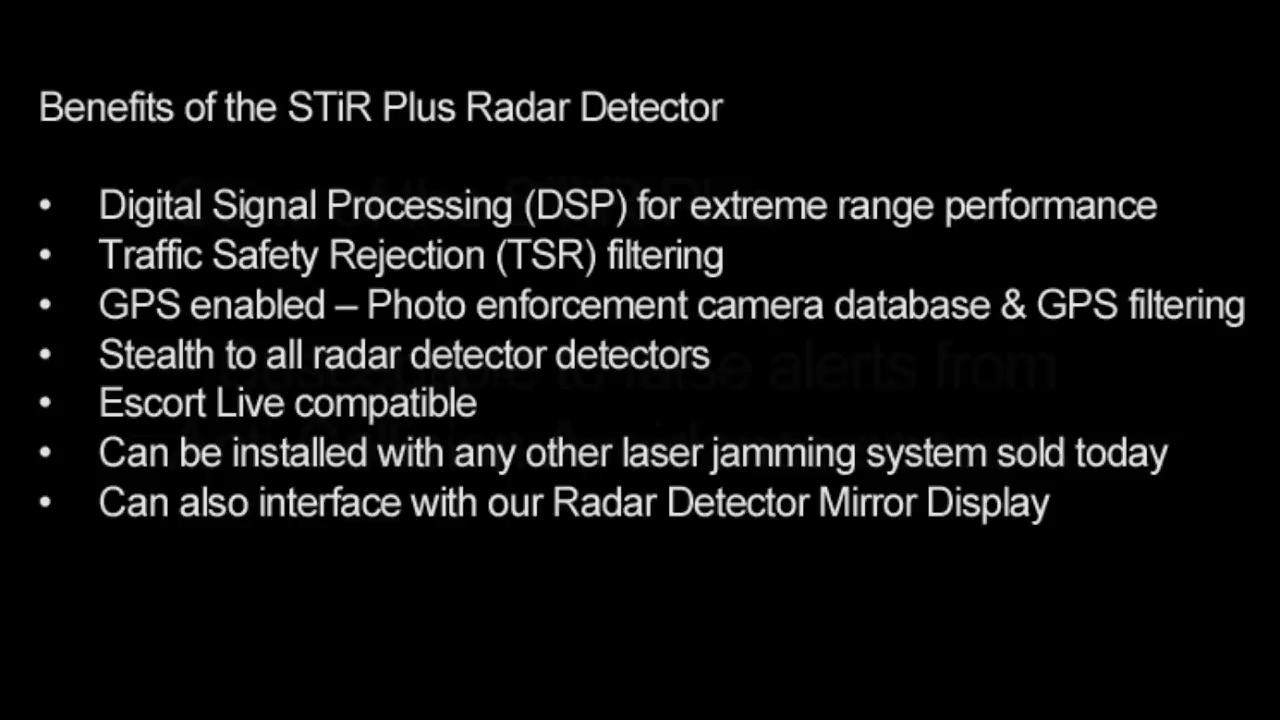 Benefits of the STiR Plus Radar Detector
• Digital Signal Processing (DSP) for extreme range performance
• Traffic Safety Rejection (TSR) filtering
• GPS enabled – Photo enforcement camera database & GPS filtering
• Stealth to all radar detector detectors
• Escort Live compatible
• Can be installed with any other laser jamming system sold today
• Can also interface with our Radar Detector Mirror Display